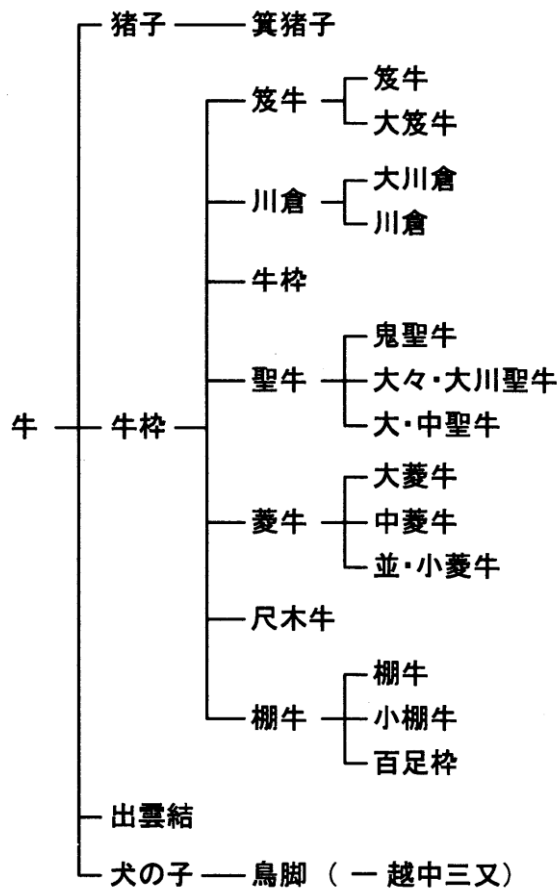 猪子 箕猪子
笈牛 笈牛
大笈牛
川倉 大川倉
川倉
牛枠
聖牛 鬼聖牛
大々・大川聖牛
大・中聖牛
牛 牛枠
菱牛 大菱牛
中菱牛
並・小菱牛
尺木牛
棚牛 棚牛
小棚牛
百足枠
出雲結
犬の子 鳥脚 （ー越中三又）